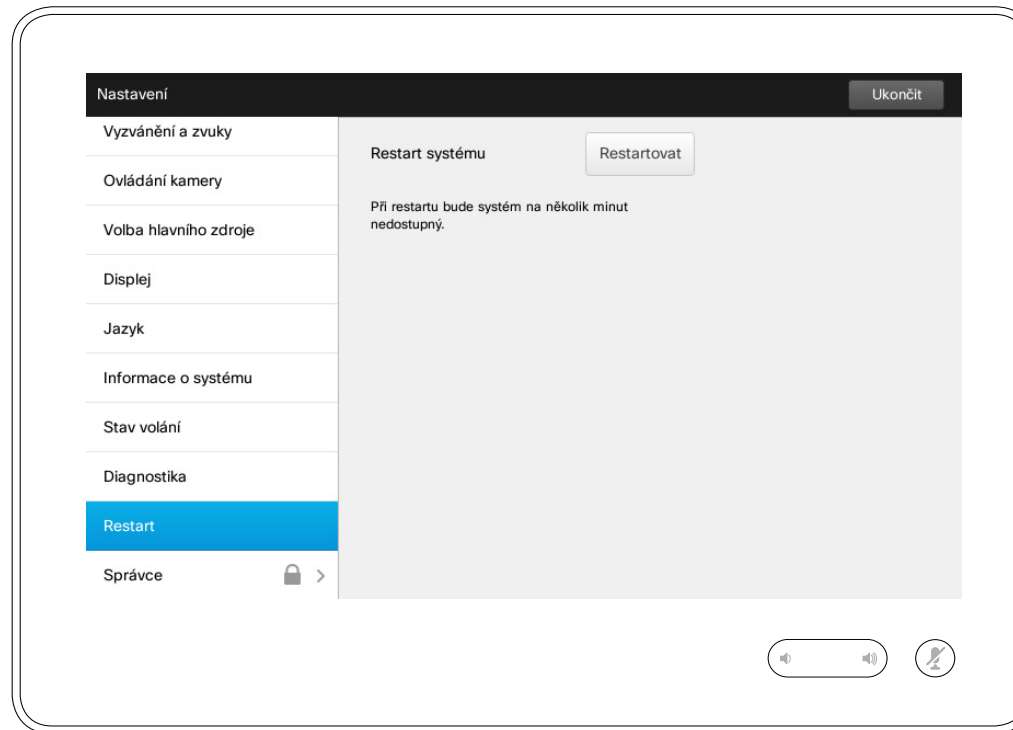 Nastavení
Ukončit
Vyzvánění a zvuky
Ovládání kamery
Volba hlavního zdroje
Displej
Jazyk
Informace o systému
Stav volání
Diagnostika
Restart
Správce
Restart systému
Restartovat
Při restartu bude systém na několik minut
nedostupný.